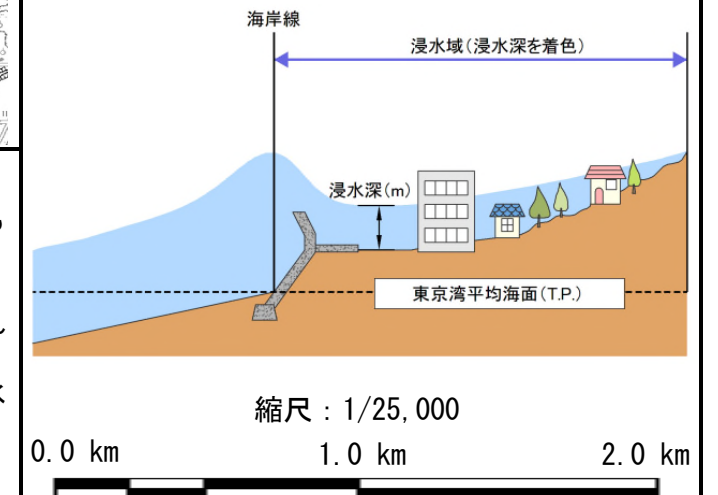 海岸線
浸水域(浸水深を着色)
浸水深(m)
東京湾平均海面(T.P.)
縮尺：1/25,000
0.0 km 1.0 km 2.0 km